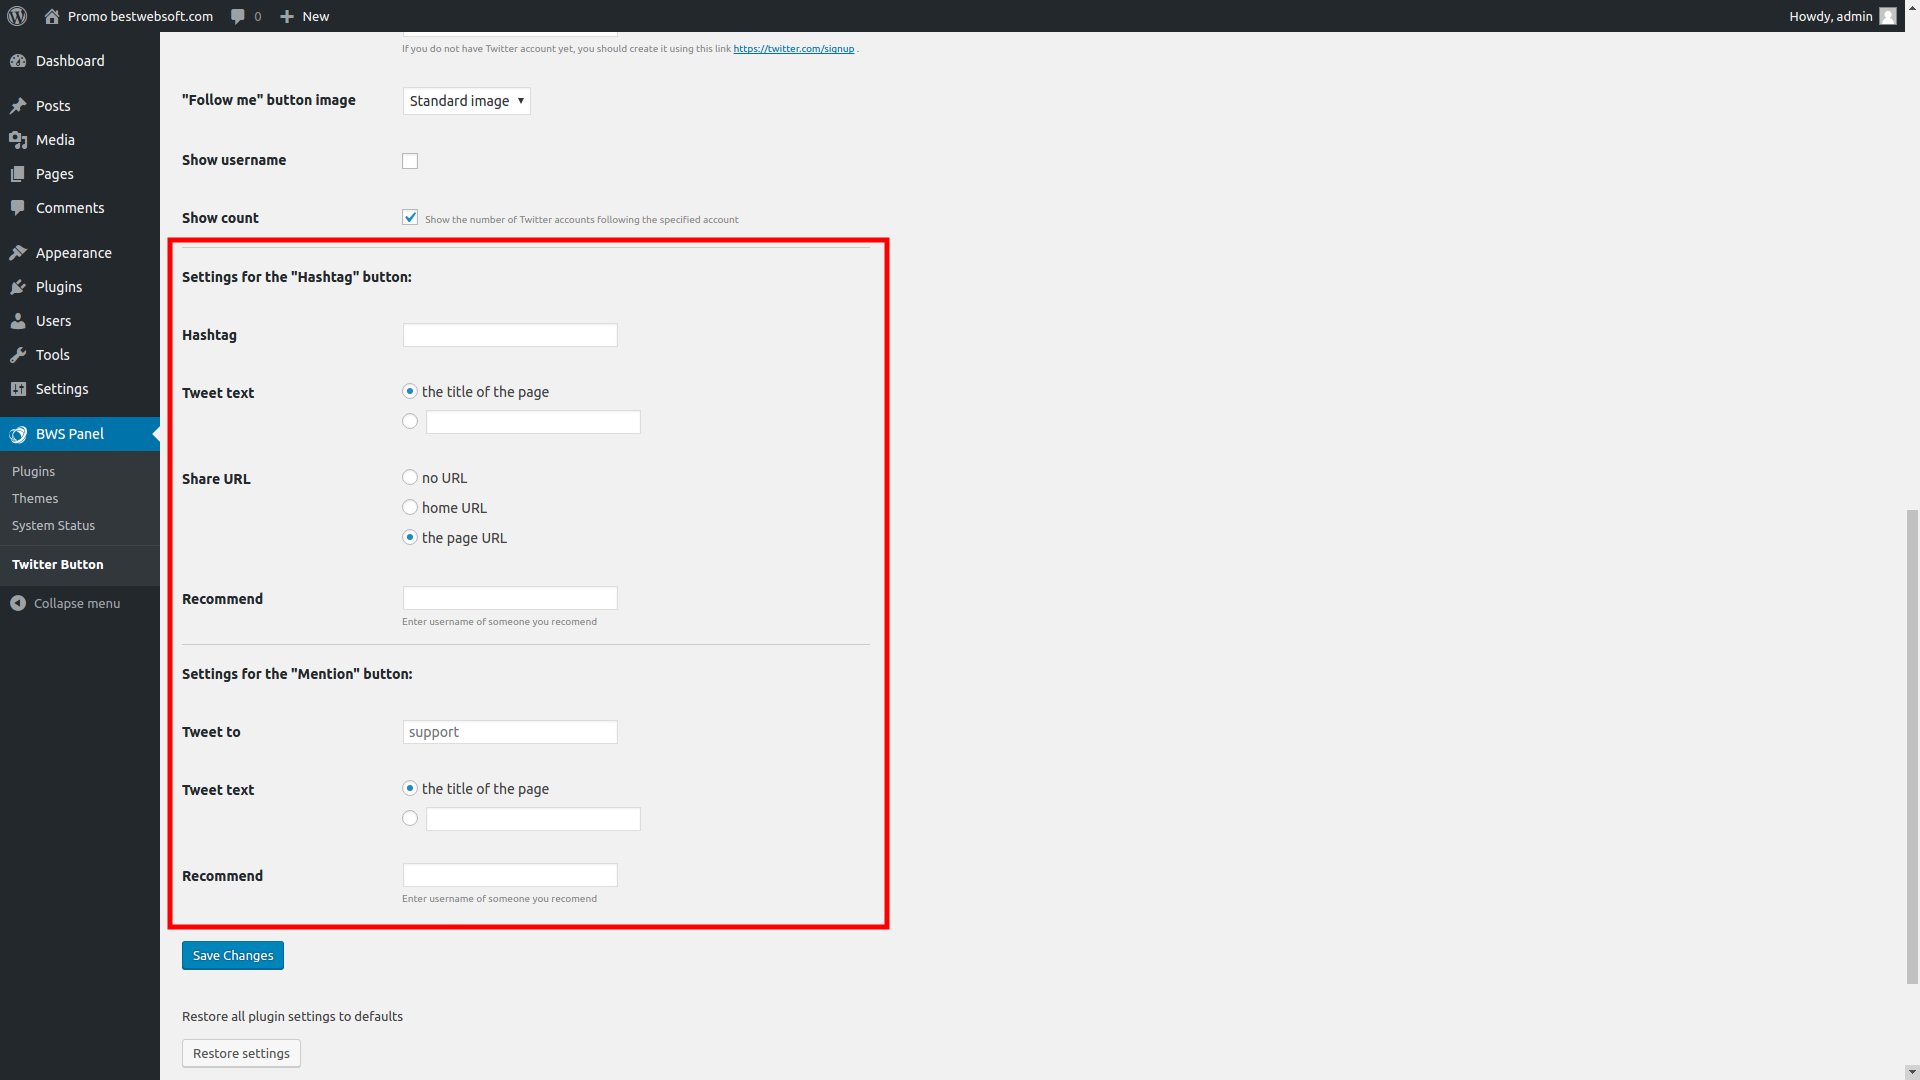 Promo bestwebsoft.com 0 New Howdy, admin
Dashboard
Posts
Media
Pages
Comments
Appearance
Plugins
Users
Tools
Settings
BWS Panel
Plugins
Themes
System Status
Twitter Button
Collapse menu
If you do not have Twitter account yet, you should create it using this link https://twitter.com/signup .
"Follow me" button image Standard image
Show username
Show count Show the number of Twitter accounts following the specified account
Settings for the "Hashtag" button:
Hashtag
Tweet text the title of the page
Share URL no URL
home URL
the page URL
Recommend
Enter username of someone you recomend
Settings for the "Mention" button:
Tweet to support
Tweet text the title of the page
Recommend
Enter username of someone you recomend
Save Changes
Restore all plugin settings to defaults
Restore settings